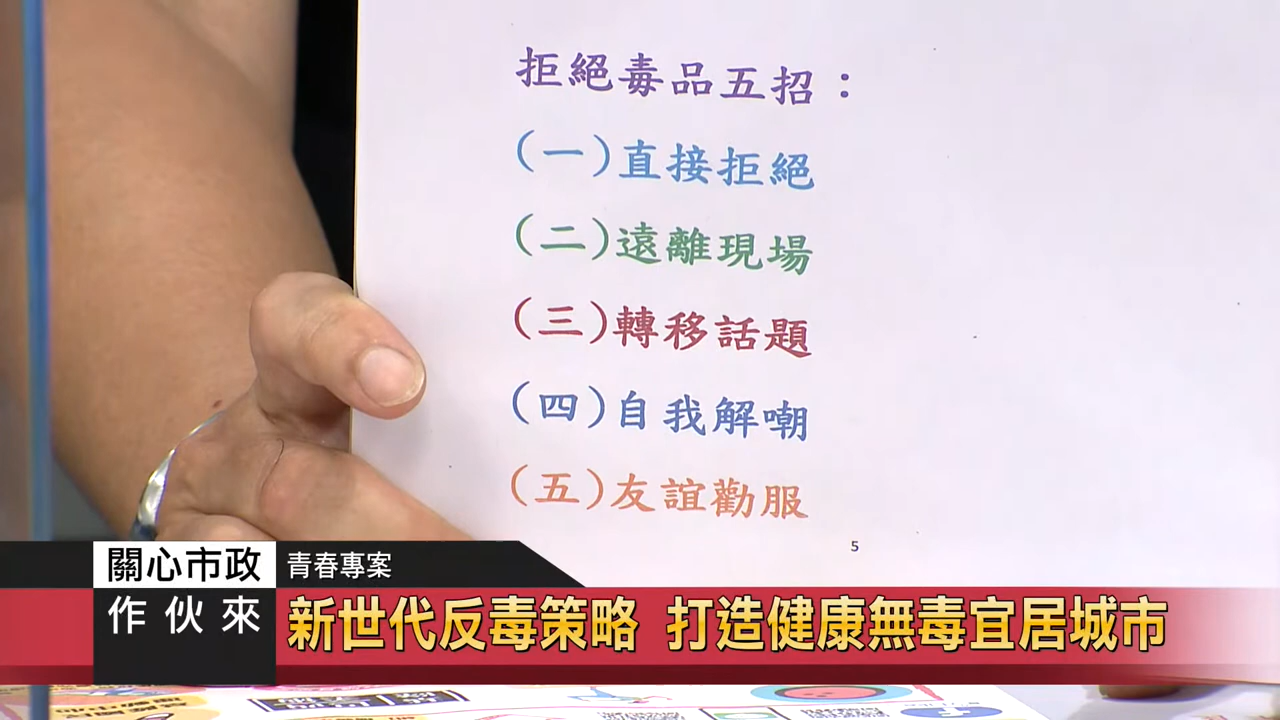 拒絕毒品五招：
(一)直接拒絕
(二)遠離現場
(三)轉移話題
(四)自我解嘲
(五)友誼勸服
5
關心市政
青春專案
作伙來
新世代反毒策略 打造健康無毒宜居城市